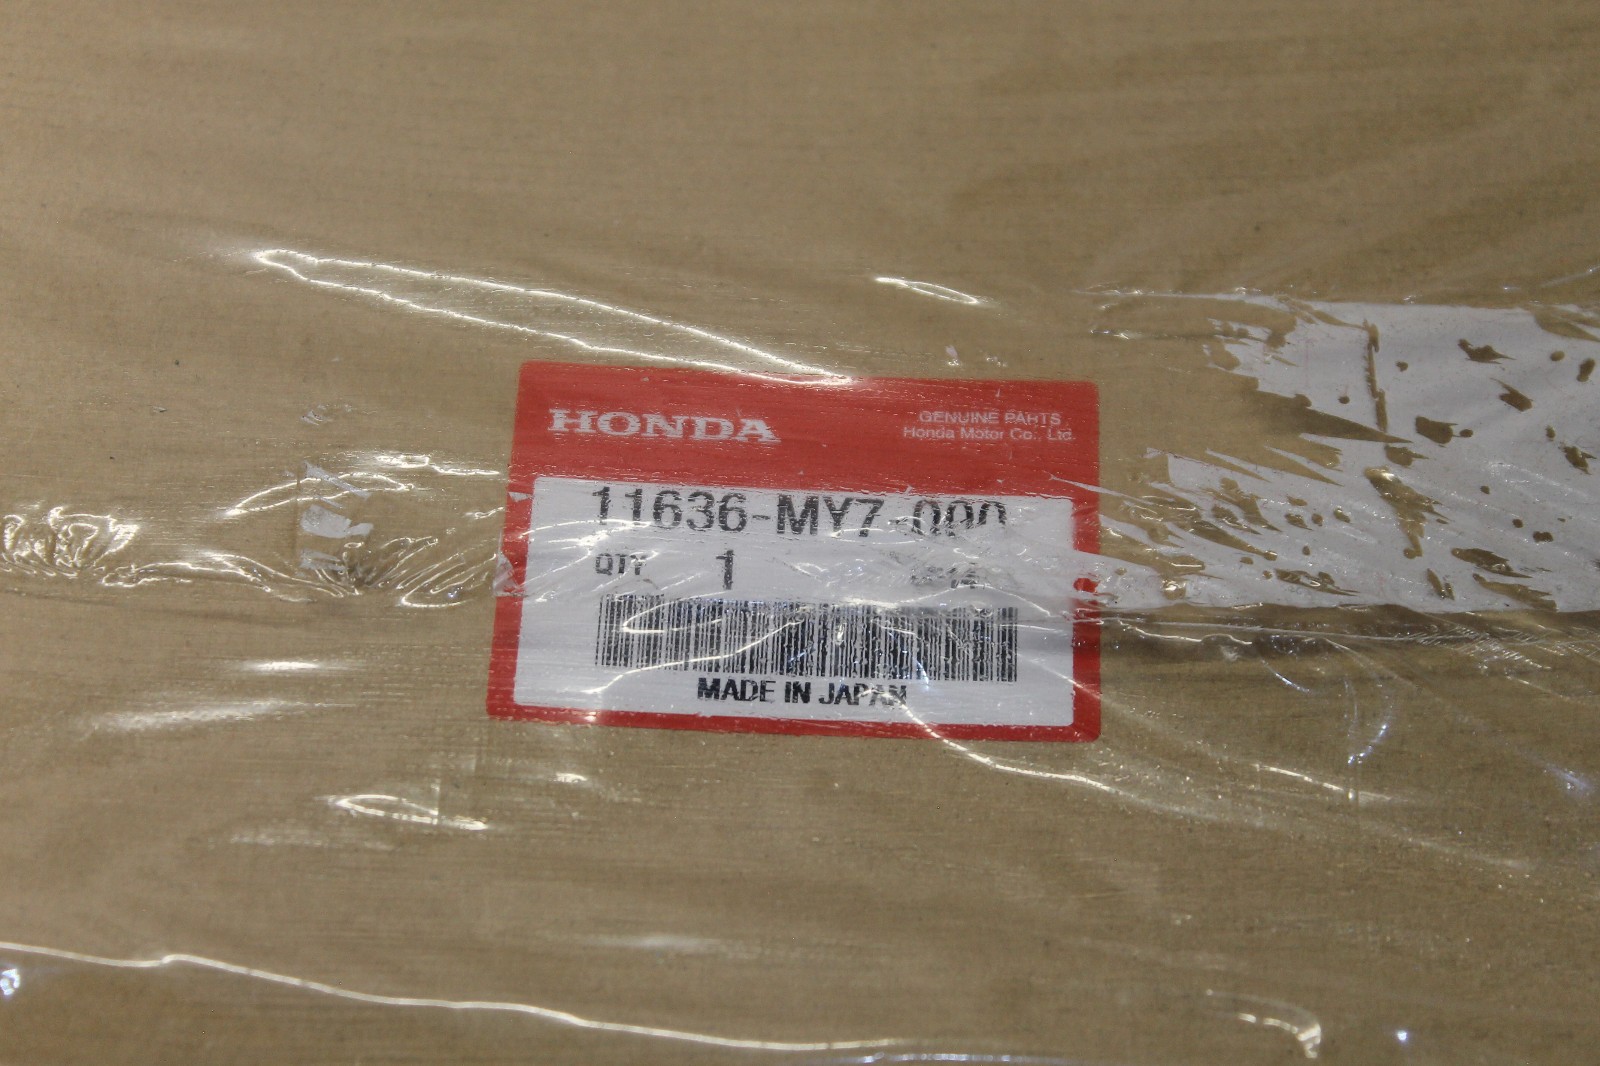 HONDA
GENUINE PARTS
Honda Motor Co., Ltd.
11636-MY7-000
QTY 1
MADE IN JAPAN